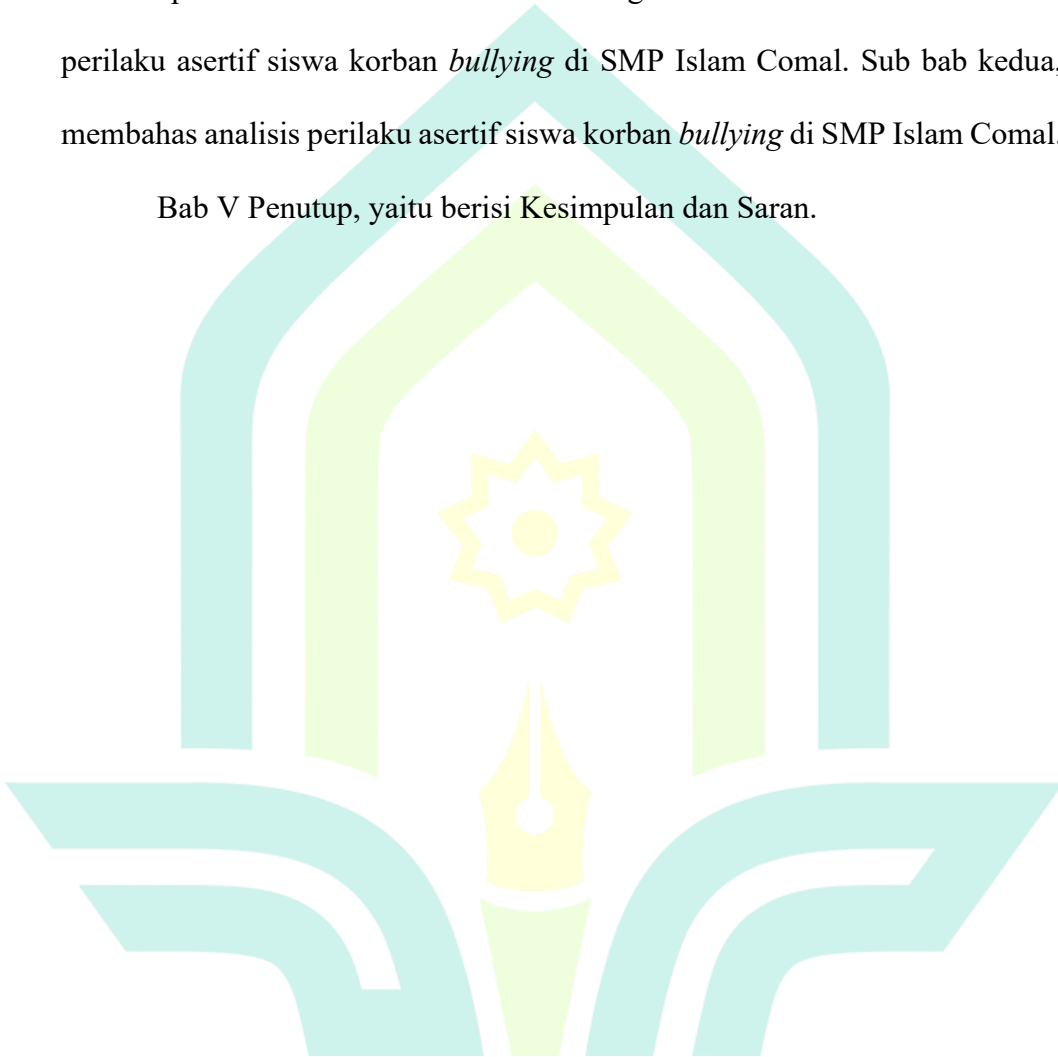 perilaku asertif siswa korban bullying di SMP Islam Comal. Sub bab kedua,
membahas analisis perilaku asertif siswa korban bullying di SMP Islam Comal.
Bab V Penutup, yaitu berisi Kesimpulan dan Saran.